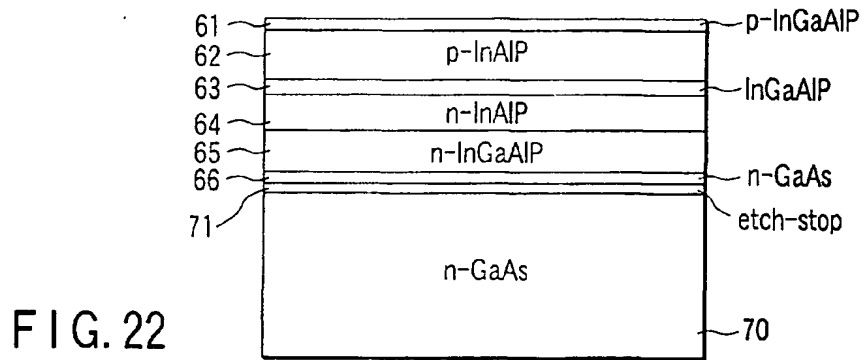 61
p-InGaAlP
62
p-InAlP
63
InGaAlP
64
n-InAlP
65
n-InGaAlP
66
n-GaAs
71
etch-stop
n-GaAs
FIG. 22
70